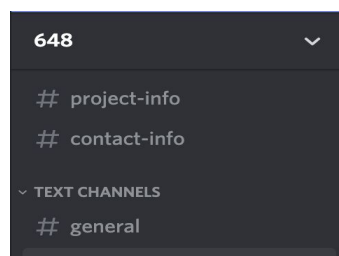 648
# project-info
# contact-info
TEXT CHANNELS
# general